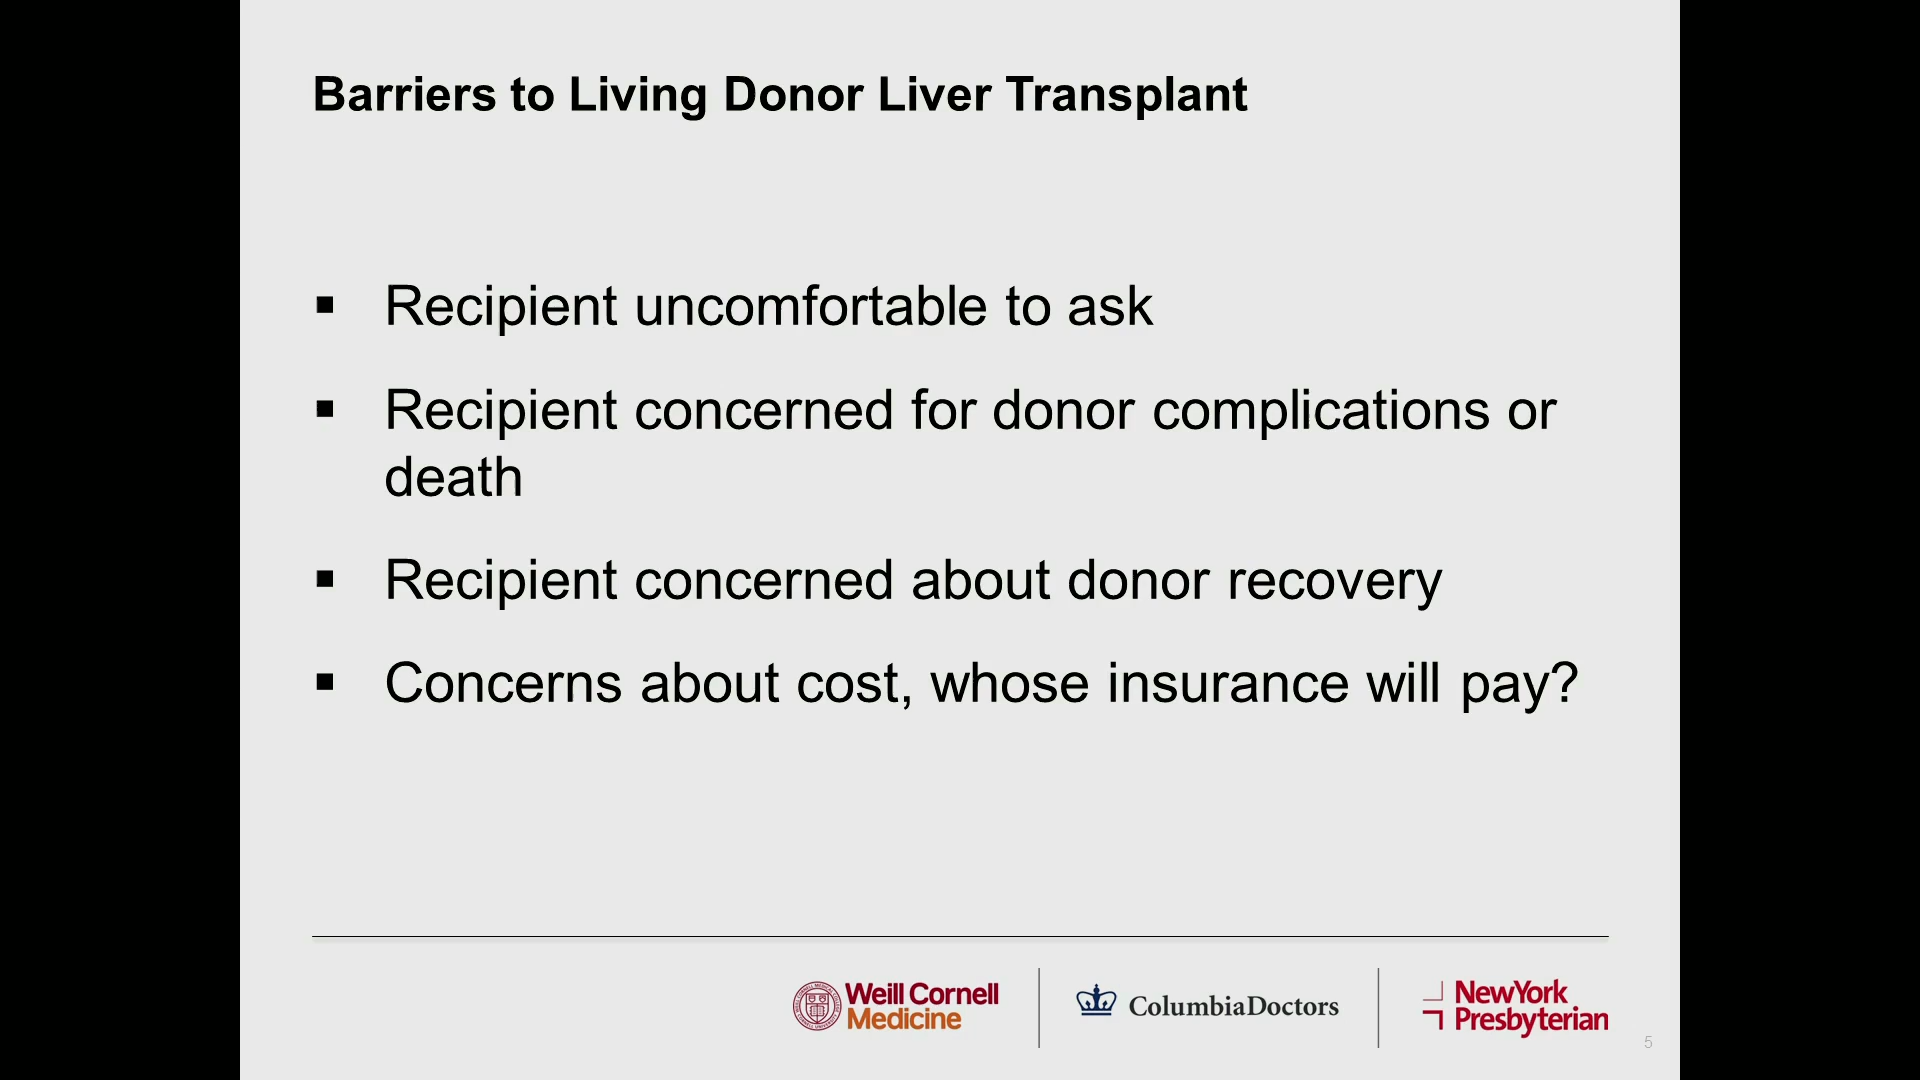 Barriers to Living Donor Liver Transplant
▪ Recipient uncomfortable to ask
▪ Recipient concerned for donor complications or
death
▪ Recipient concerned about donor recovery
▪ Concerns about cost, whose insurance will pay?
Weill Cornell
Medicine
ColumbiaDoctors
NewYork
Presbyterian
5